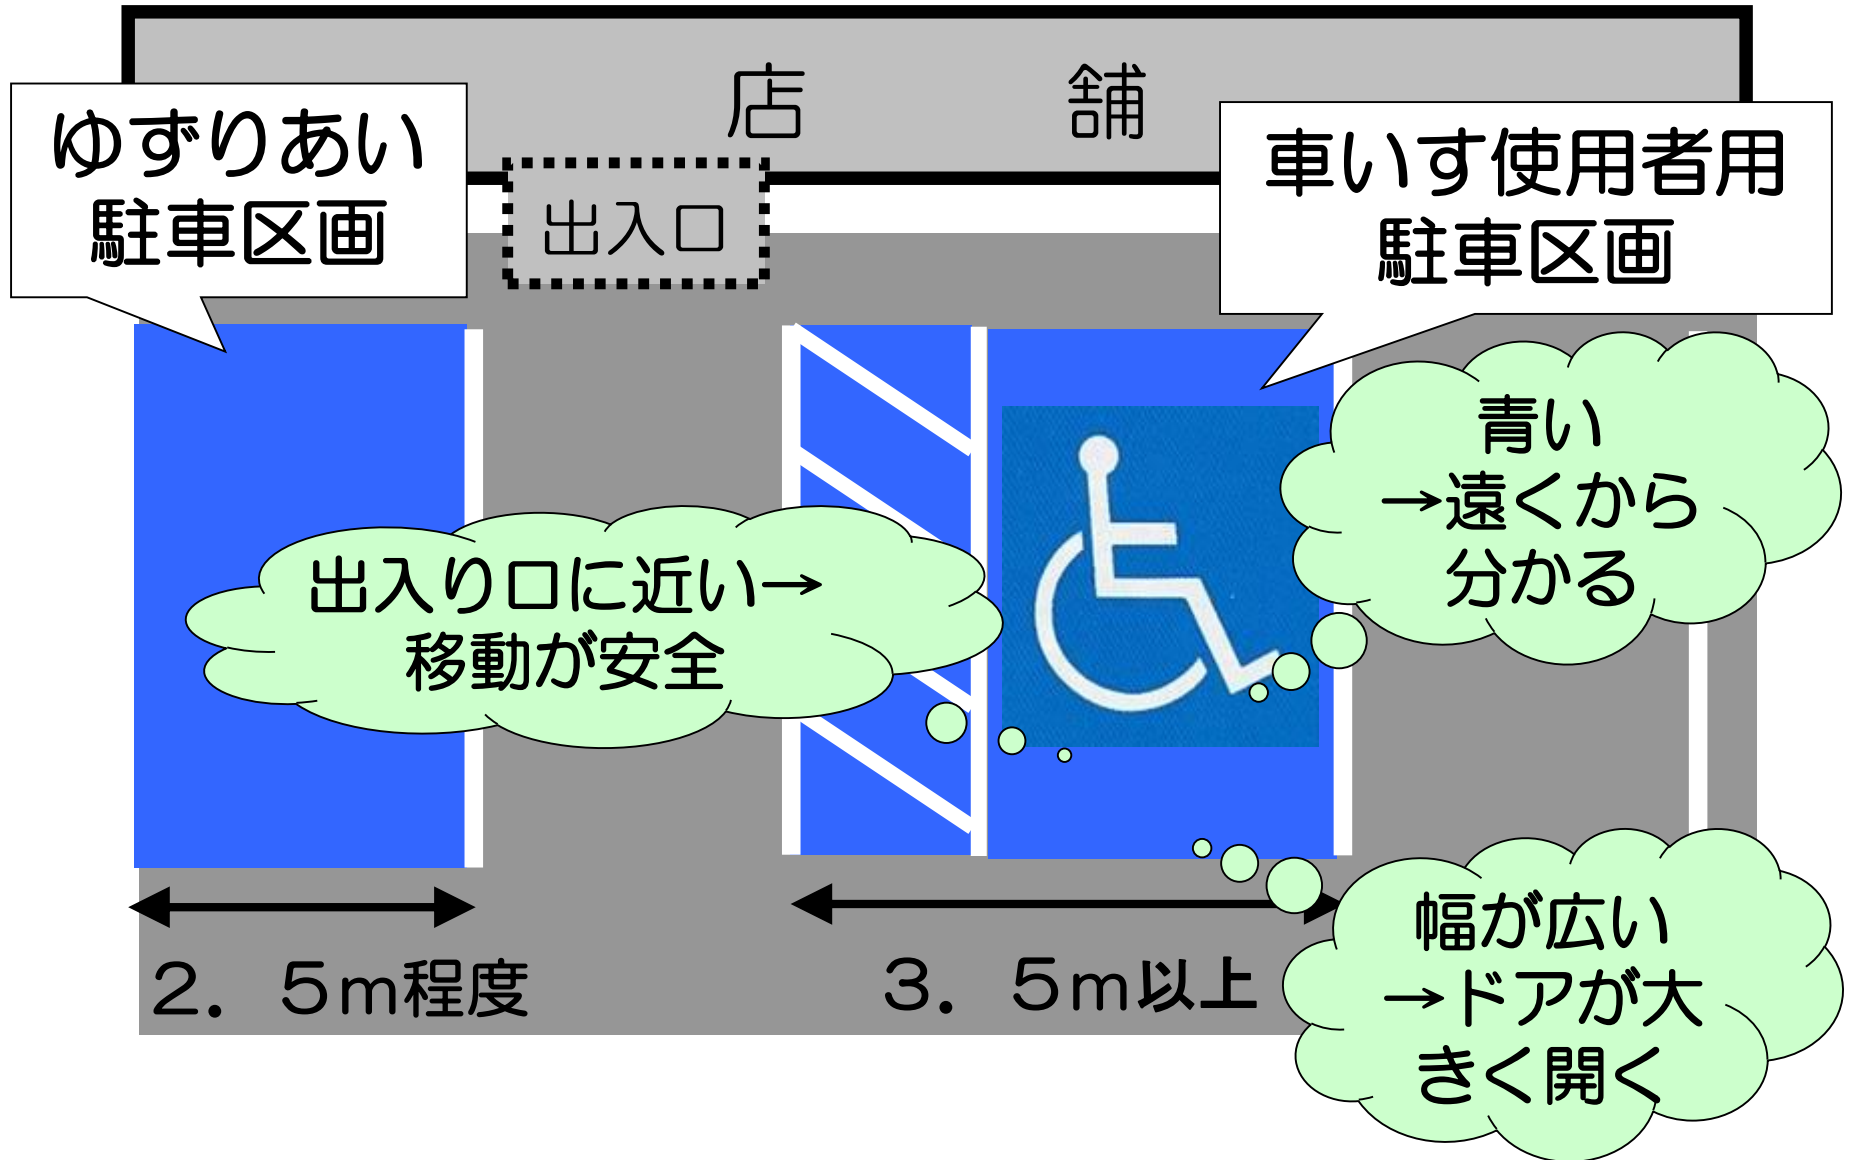 店　舗
ゆずりあい
駐車区画
車いす使用者用
駐車区画
出入口
青い
→遠くから
分かる
出入り口に近い→
移動が安全
幅が広い
→ドアが大
きく開く
２．５ｍ程度
３．５ｍ以上